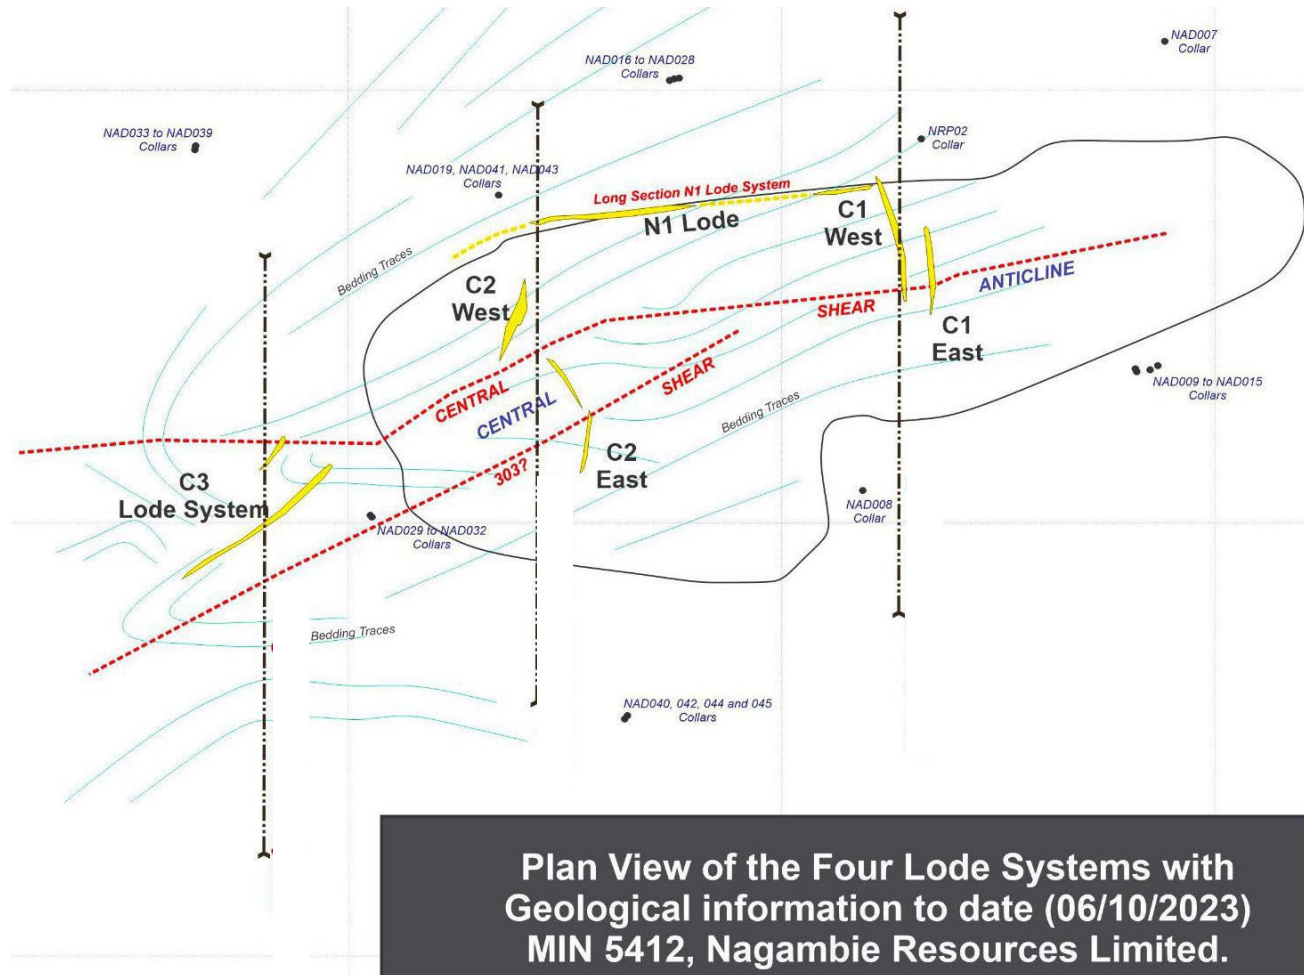 NAD007
Collar
NAD016 to NAD028
Collars
NAD033 to NAD039
Collars
NRP02
Collar
NAD019, NAD041, NAD043
Collars
Long Section N1 Lode System
N1 Lode
C1
West
Bedding Traces
C2
West
ANTICLINE
SHEAR
C1
East
SHEAR
CENTRAL
CENTRAL
NAD009 to NAD015
Collars
Bedding Traces
303?
C2
East
C3
Lode System
NAD008
Collar
NAD029 to NAD032
Collars
Bedding Traces
NAD040, 042, 044 and 045
Collars
Plan View of the Four Lode Systems with
Geological information to date (06/10/2023)
MIN 5412, Nagambie Resources Limited.